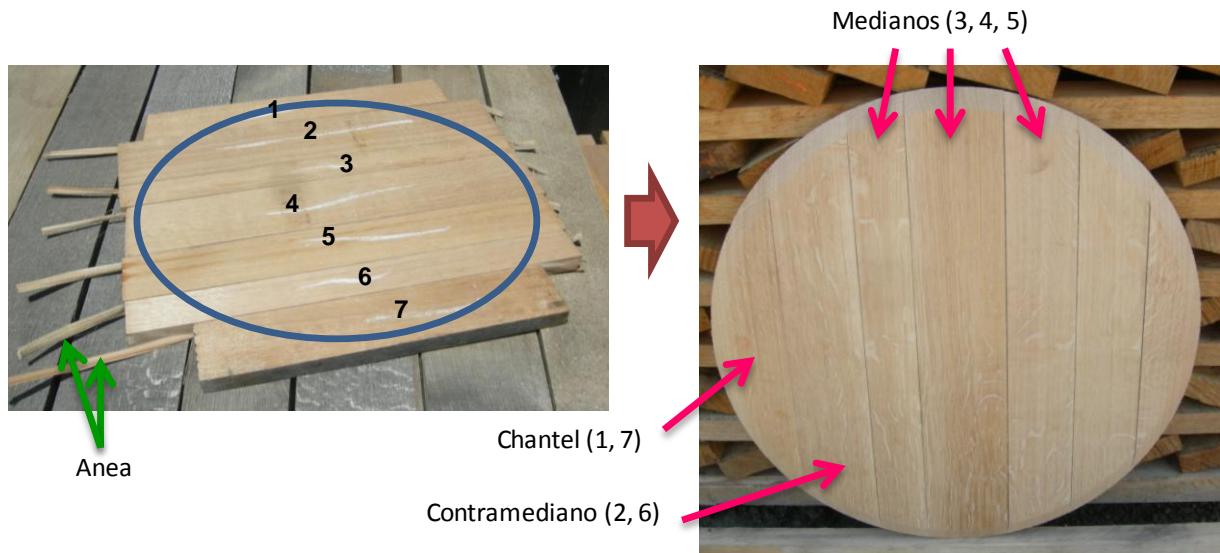 Medianos (3, 4, 5)
1
2
3
4
5
6
7
Chantel (1, 7)
Anea
Contramediano (2, 6)